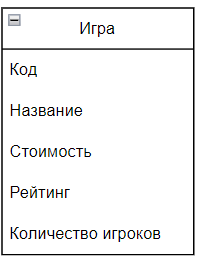 Игра
Код
Название
Стоимость
Рейтинг
Количество игроков